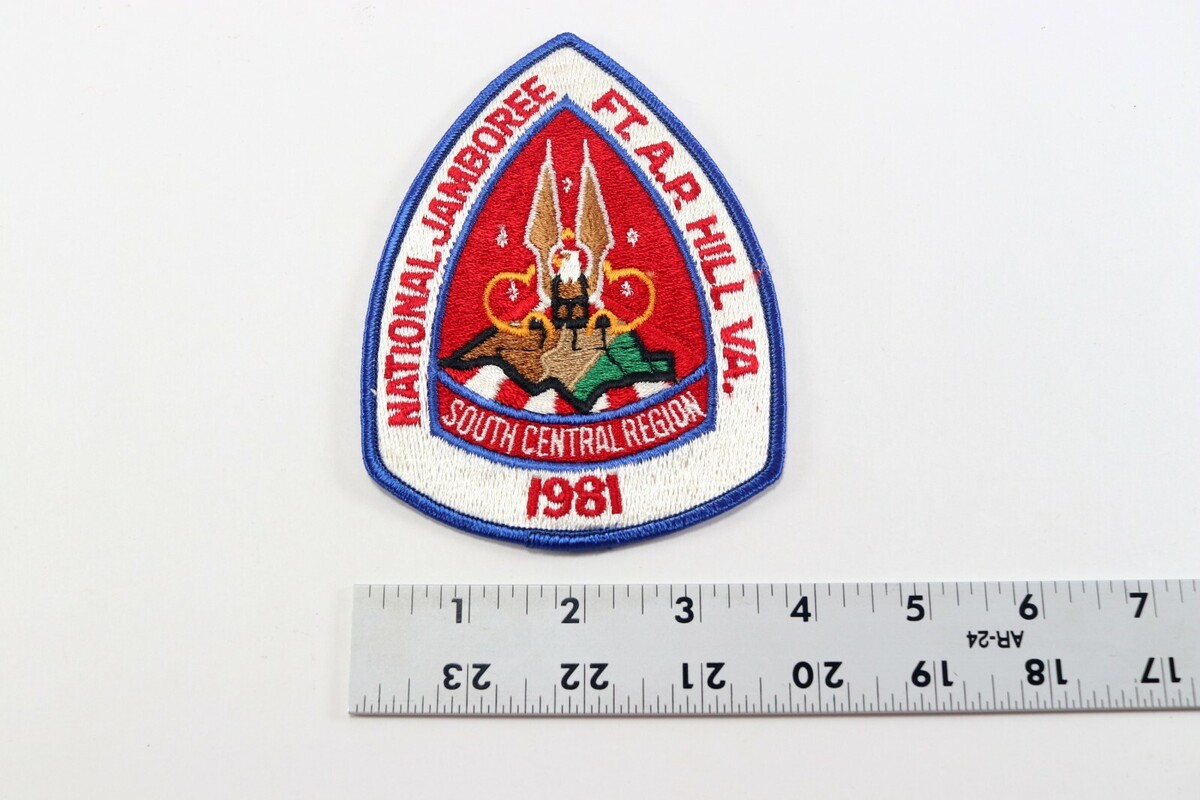 NATIONAL JAMBOREE
FT. A.P. HILL VA.
SOUTH CENTRAL REGION
1981
1 2 3 4 5 6 7
AR-24
23 22 21 20 19 18 17